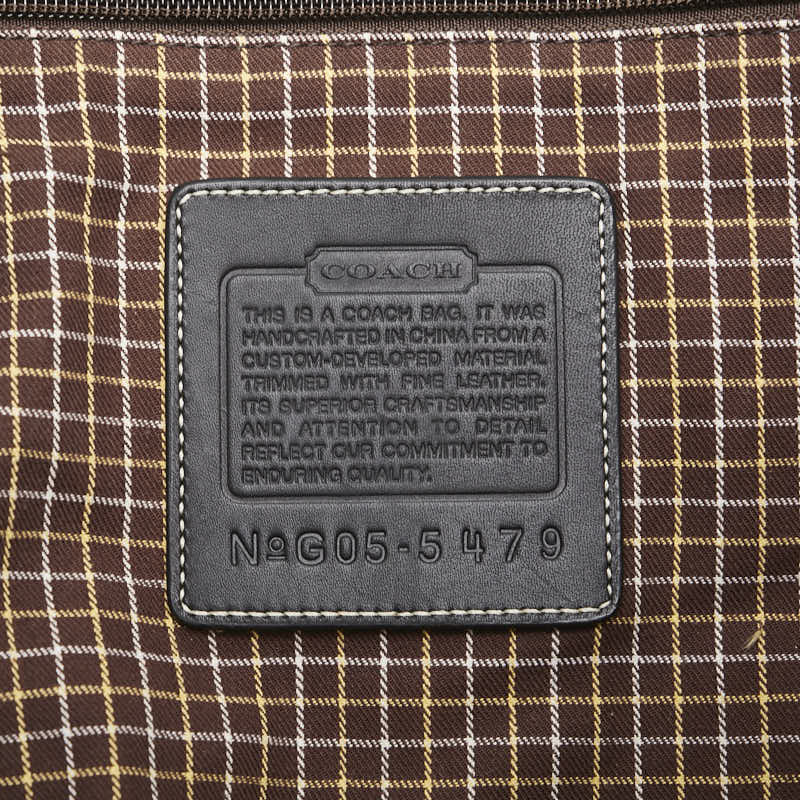 COACH
THIS IS A COACH BAG. IT WAS
HANDCRAFTED IN CHINA FROM A
CUSTOM-DEVELOPED MATERIAL
TRIMMED WITH FINE LEATHER.
ITS SUPERIOR CRAFTSMANSHIP
AND ATTENTION TO DETAIL
REFLECT OUR COMMITMENT TO
ENDURING QUALITY.
NºG05-5479